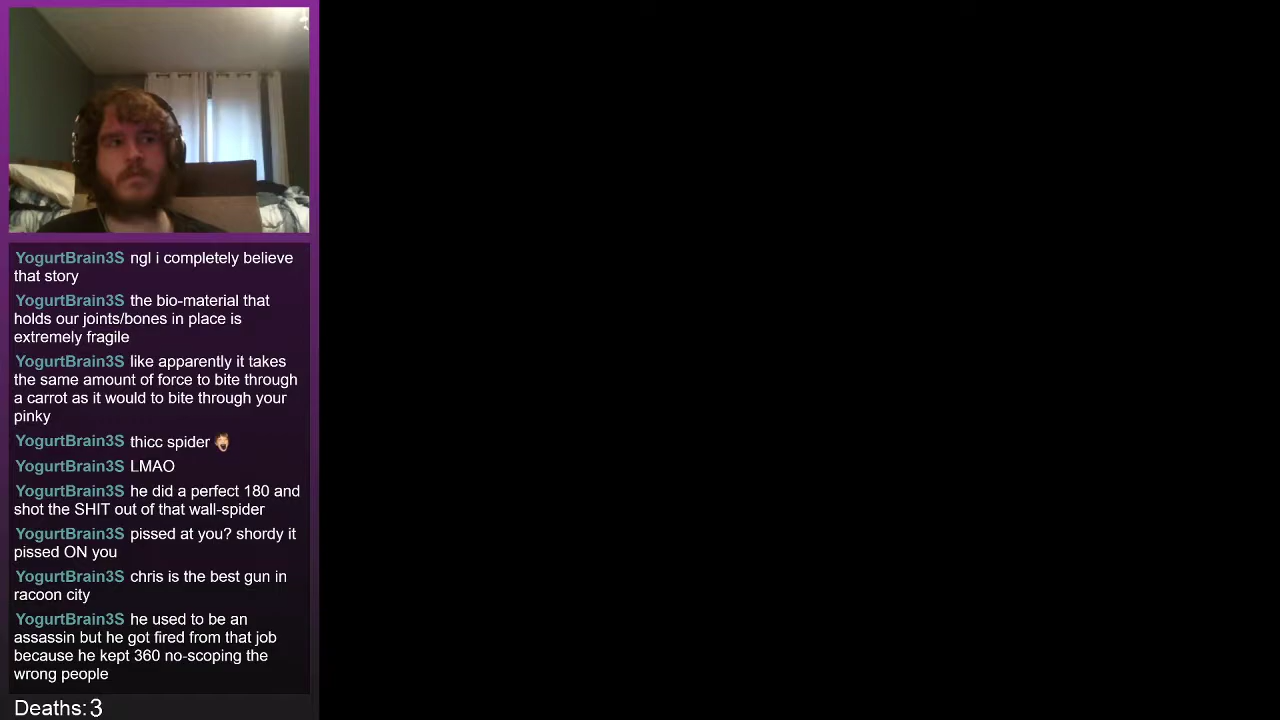 YogurtBrain3S ngl i completely believe
that story
YogurtBrain3S the bio-material that
holds our joints/bones in place is
extremely fragile
YogurtBrain3S like apparently it takes
the same amount of force to bite through
a carrot as it would to bite through your
pinky
YogurtBrain3S thicc spider
YogurtBrain3S LMAO
YogurtBrain3S he did a perfect 180 and
shot the SHIT out of that wall-spider
YogurtBrain3S pissed at you? shordy it
pissed ON you
YogurtBrain3S chris is the best gun in
racoon city
YogurtBrain3S he used to be an
assassin but he got fired from that job
because he kept 360 no-scoping the
wrong people
Deaths: 3